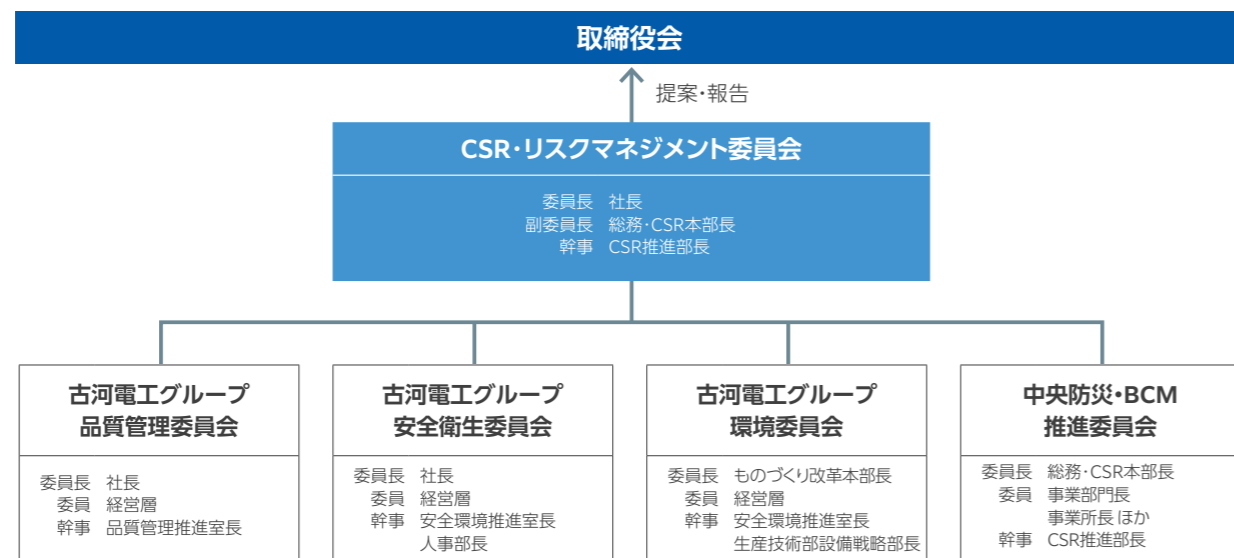 取締役会
提案・報告
CSR・リスクマネジメント委員会
委員長 社長
副委員長 総務・CSR本部長
幹事 CSR推進部長
古河電工グループ
品質管理委員会
委員長 社長
委員 経営層
幹事 品質管理推進室長
古河電工グループ
安全衛生委員会
委員長 社長
委員 経営層
幹事 安全環境推進室長
人事部長
古河電工グループ
環境委員会
委員長 ものづくり改革本部長
委員 経営層
幹事 安全環境推進室長
生産技術部設備戦略部長
中央防災・BCM
推進委員会
委員長 総務・CSR本部長
委員 事業部門長
事業所長 ほか
幹事 CSR推進部長